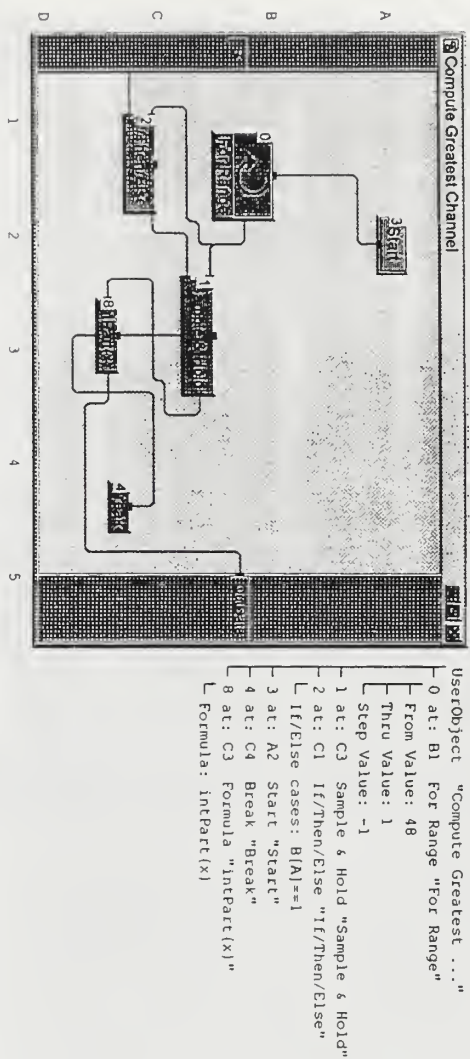 Compute Greatest Channel
A
B
C
D
1
2
3
4
5
3
Start
0
For Range
1
2
8
4
UserObject "Compute Greatest ..."
0 at: B1 For Range "For Range"
From Value: 48
Thru Value: 1
Step Value: -1
1 at: C3 Sample & Hold "Sample & Hold"
2 at: C1 If/Then/Else "If/Then/Else"
If/Else cases: B[A]==1
3 at: A2 Start "Start"
4 at: C4 Break "Break"
8 at: C3 Formula "intPart(x)"
Formula: intPart(x)